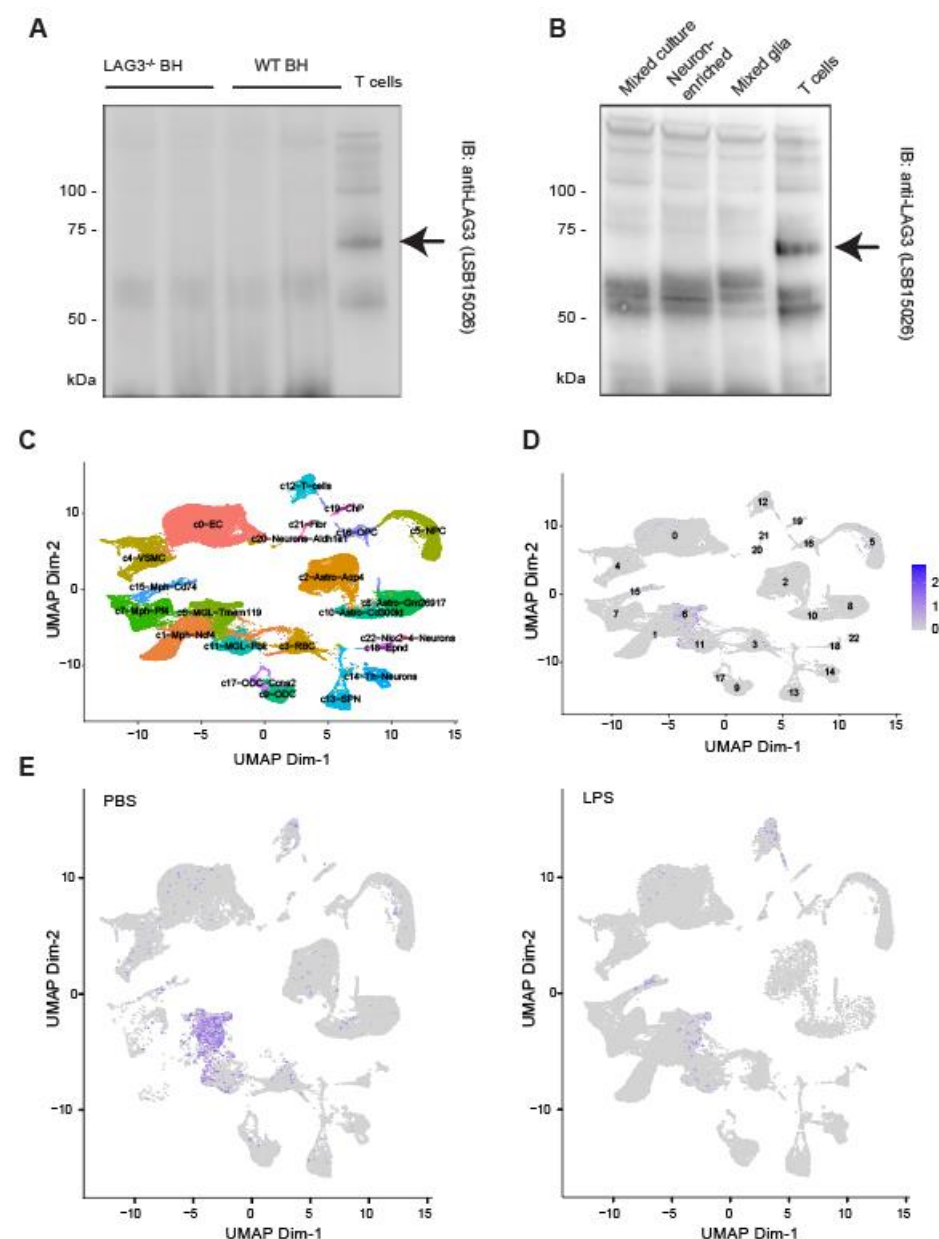 A
LAG3-/- BH
WT BH
T cells
100 -
75 -
50 -
kDa
IB: anti-LAG3 (LSB15026)
B
Mixed culture
Neuron-
enriched
Mixed glia
T cells
100 -
75 -
50 -
kDa
IB: anti-LAG3 (LSB15026)
C
UMAP Dim-2
10
0
−10
c12−T−cells
c19−ChP
c0−EC
c21−Fibr
c16−OPC
c5−NPC
c20−Neurons−Aldh1a1
c4−VSMC
c2−Astro−Aqp4
c15−Mph−Cd74
c8−Astro−Gm26917
c7−Mph−Pf4
c6−MGL−Tmem119
c10−Astro−Cd300ld
c1−Mph−Ndf4
c22−Nkx2−4−Neurons
c11−MGL−
c3−RBC
c18−Epnd
c14−Th−Neurons
c17−ODC−Ccna2
c9−ODC
c13−SPN
−10
−5
0
5
10
15
UMAP Dim-1
D
UMAP Dim-2
10
0
−10
12
19
0
21
16
5
20
4
2
15
8
7
6
10
1
22
11
3
18
14
17
9
13
−10
−5
0
5
10
15
UMAP Dim-1
2
1
0
E
PBS
UMAP Dim-2
10
0
−10
−10
−5
0
5
10
15
UMAP Dim-1
LPS
UMAP Dim-2
10
0
−10
−10
−5
0
5
10
15
UMAP Dim-1